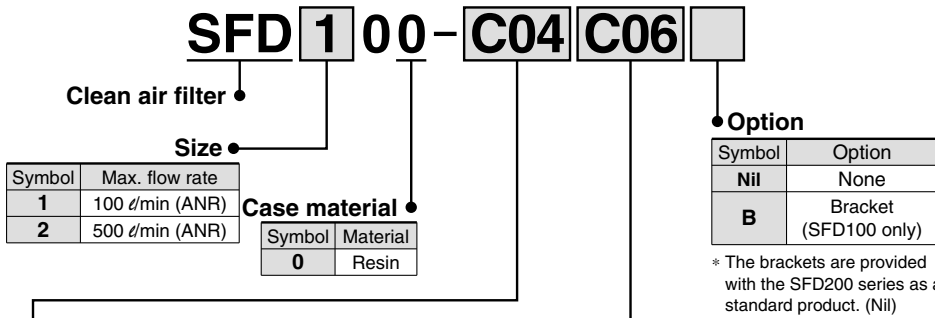 SFD 1 0 0 - C04 C06
Clean air filter
Size
Symbol Max. flow rate
1 100 ℓ/min (ANR)
2 500 ℓ/min (ANR)
Case material
Symbol Material
0 Resin
Option
Symbol Option
Nil None
B Bracket
(SFD100 only)
* The brackets are provided
with the SFD200 series as a
standard product. (Nil)